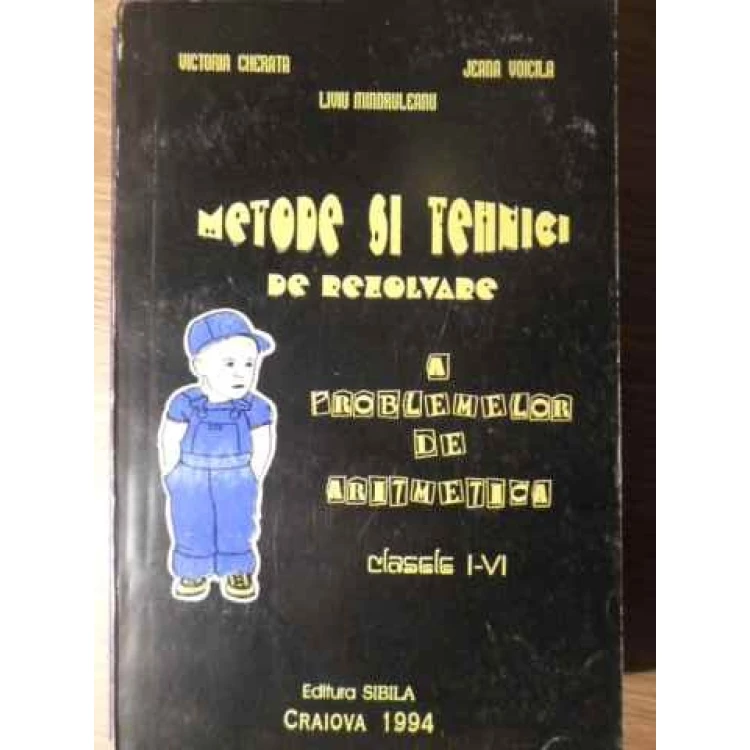 VICTORIA CHERATA JEANA VOICILA
LIVIU MINDRULEANU
METODE SI TEHNICI
DE REZOLVARE
A
PROBLEMELOR
DE
ARITMETICA
clasele I-VI
Editura SIBILA
CRAIOVA 1994